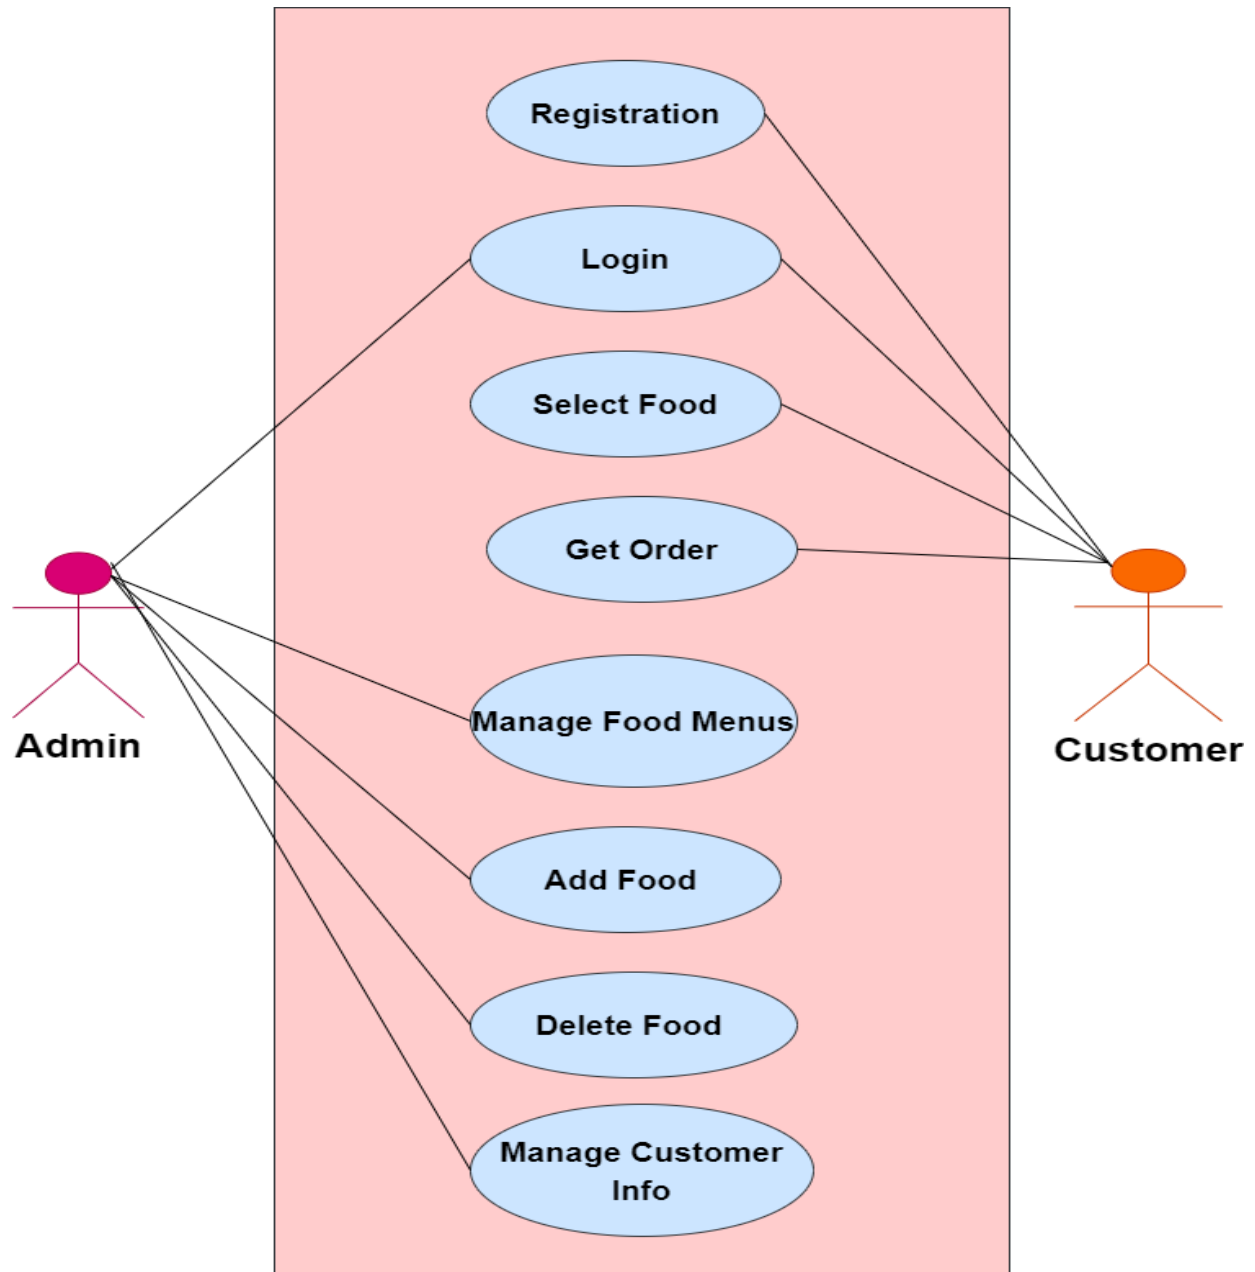 Registration
Login
Select Food
Get Order
Manage Food Menus
Admin
Customer
Add Food
Delete Food
Manage Customer
Info